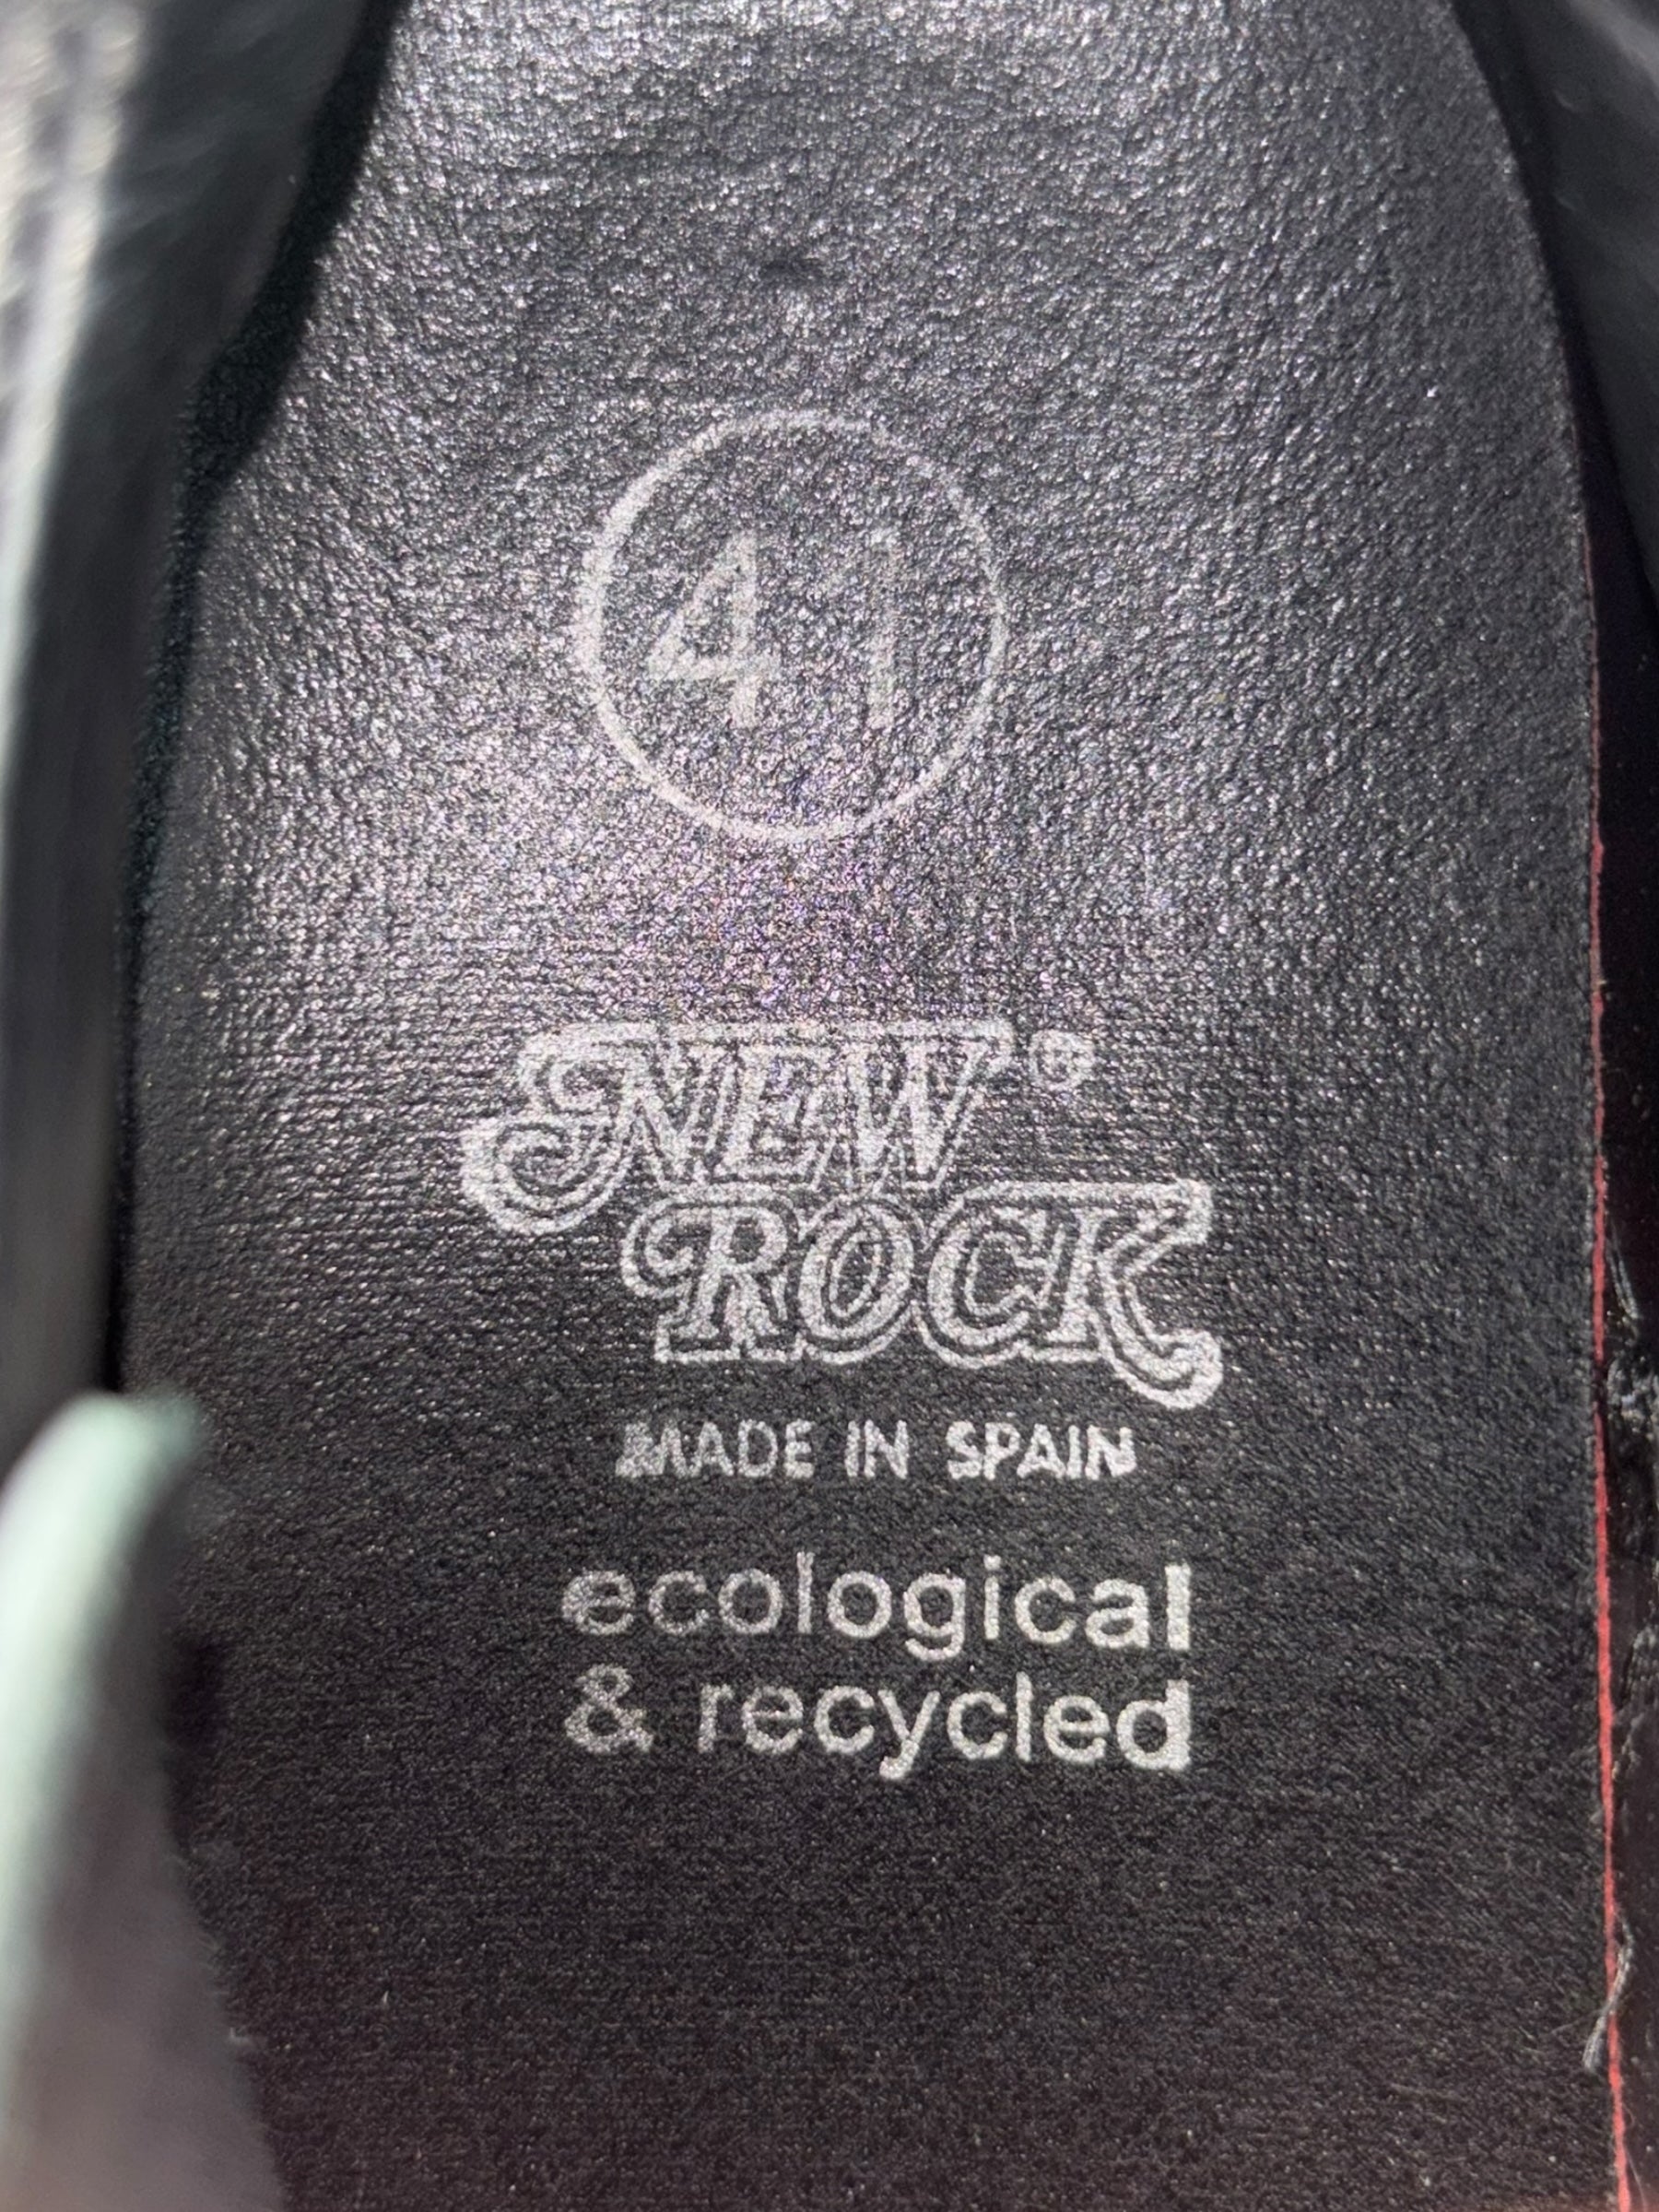 41
NEW®
ROCK
MADE IN SPAIN
ecological
& recycled